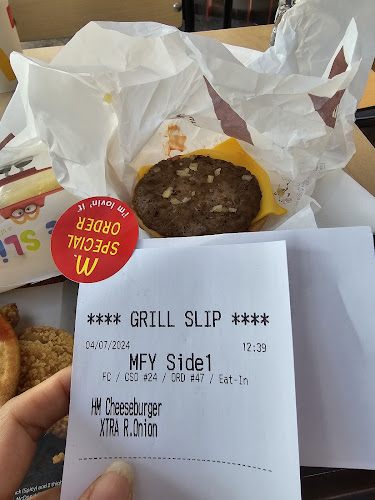 i'm lovin' it.
SPECIAL
ORDER
**** GRILL SLIP ****
04/07/2024 12:39
MFY Side1
FC / CSO #24 / ORD #47 / Eat-In
HM Cheeseburger
XTRA R.Onion